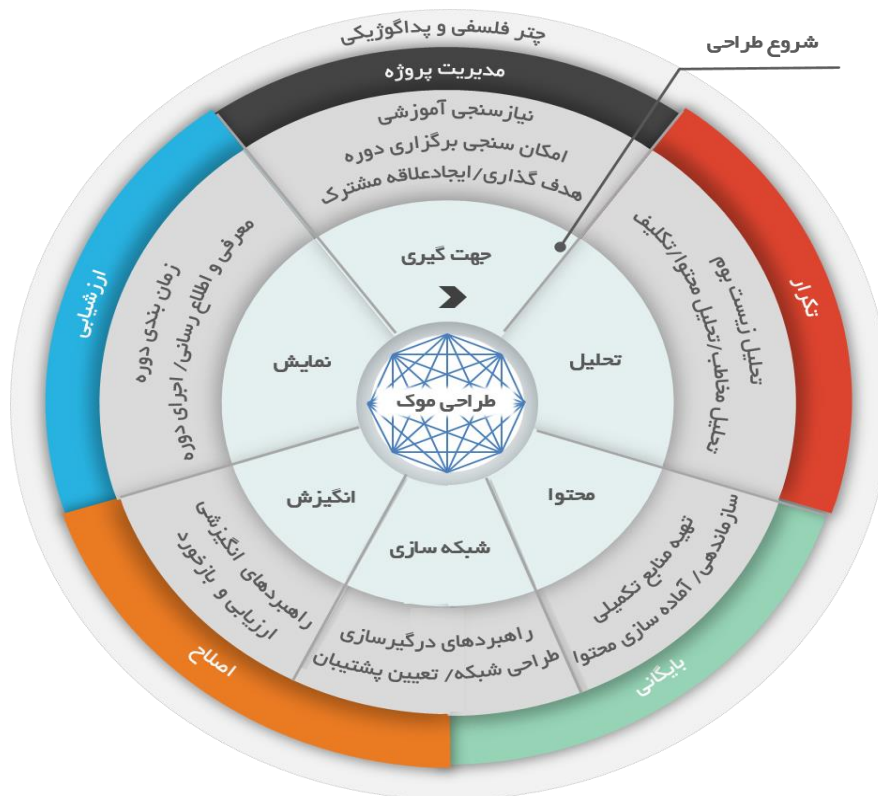 چتر فلسفی و پداگوژیکی
شروع طراحی
مدیریت پروژه
نیازسنجی آموزشی
امکان سنجی برگزاری دوره
هدف گذاری/ایجادعلاقه مشترک
جهت گیری
تکرار
تحلیل زیست بوم
تحلیل مخاطب/تحلیل محتوا/تکلیف
تحلیل
بایگانی
تهیه منابع تکمیلی
سازماندهی/ آماده سازی محتوا
محتوا
شبکه سازی
راهبردهای درگیرسازی
طراحی شبکه/ تعیین پشتیبان
اصلاح
انگیزش
راهبردهای انگیزشی
ارزیابی و بازخورد
ارزشیابی
نمایش
معرفی و اطلاع رسانی/ اجرای دوره
زمان بندی دوره
طراحی موک